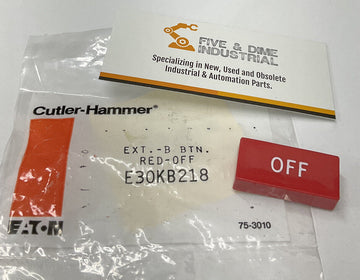 FIVE & DIME
INDUSTRIAL
Specializing in New, Used and Obsolete
Industrial & Automation Parts.
Cutler-Hammer®
EXT.-B BTN.
RED-OFF
E30KB218
OFF
EATON
75-3010